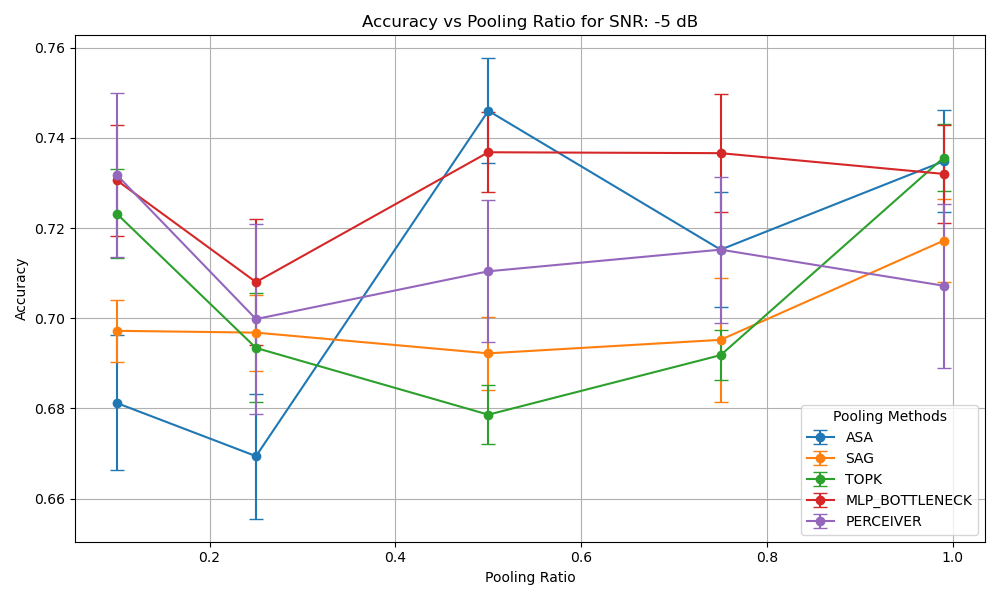 Accuracy vs Pooling Ratio for SNR: -5 dB
0.76
0.74
0.72
0.70
0.68
0.66
Accuracy
0.2
0.4
0.6
0.8
1.0
Pooling Ratio
Pooling Methods
ASA
SAG
TOPK
MLP_BOTTLENECK
PERCEIVER